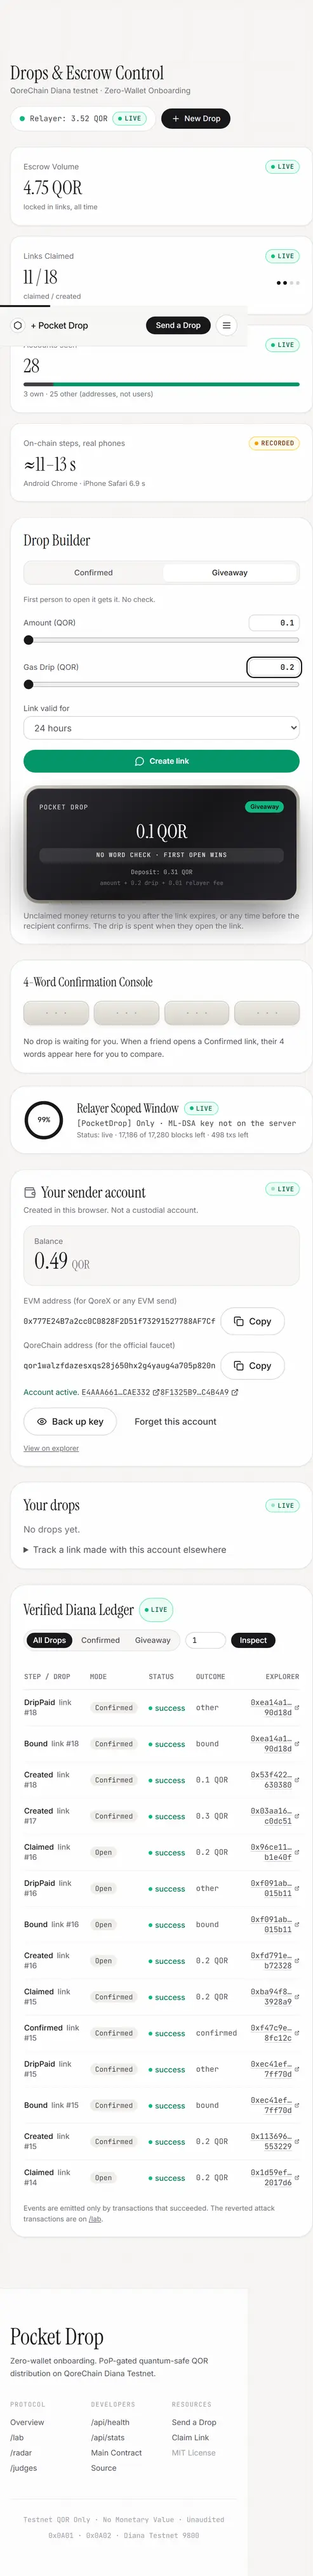 Drops & Escrow Control
QoreChain Diana testnet · Zero-Wallet Onboarding
Relayer: 3.52 QOR LIVE
+ New Drop
Escrow Volume LIVE
4.75 QOR
locked in links, all time
Links Claimed LIVE
11 / 18
claimed / created
+ Pocket Drop Send a Drop
LIVE
28
3 own · 25 other (addresses, not users)
On-chain steps, real phones RECORDED
≈11–13 s
Android Chrome · iPhone Safari 6.9 s
Drop Builder
Confirmed Giveaway
First person to open it gets it. No check.
Amount (QOR) 0.1
Gas Drip (QOR) 0.2
Link valid for
24 hours
Create link
POCKET DROP Giveaway
0.1 QOR
NO WORD CHECK · FIRST OPEN WINS
Deposit: 0.31 QOR
amount + 0.2 drip + 0.01 relayer fee
Unclaimed money returns to you after the link expires, or any time before the
recipient confirms. The drip is spent when they open the link.
4-Word Confirmation Console
No drop is waiting for you. When a friend opens a Confirmed link, their 4
words appear here for you to compare.
99%
Relayer Scoped Window LIVE
[PocketDrop] Only · ML-DSA key not on the server
Status: live · 17,186 of 17,280 blocks left · 498 txs left
Your sender account LIVE
Created in this browser. Not a custodial account.
Balance
0.49 QOR
EVM address (for QoreX or any EVM send)
0x777E24B7a2cc0C0828F2D51f73291527788AF7Cf Copy
QoreChain address (for the official faucet)
qor1walzfdazesxqs28j650hx2g4yaug4a705p820n Copy
Account active. E4AAA661…CAE332 8F1325B9…C4B4A9
Back up key Forget this account
View on explorer
Your drops LIVE
No drops yet.
▶ Track a link made with this account elsewhere
Verified Diana Ledger LIVE
All Drops Confirmed Giveaway 1 Inspect
STEP / DROP MODE STATUS OUTCOME EXPLORER
DripPaid link #18 Confirmed success other 0xea14a1…90d18d
Bound link #18 Confirmed success bound 0xea14a1…90d18d
Created link #18 Confirmed success 0.1 QOR 0x53f422…630380
Created link #17 Confirmed success 0.3 QOR 0x03aa16…c0dc51
Claimed link #16 Open success 0.2 QOR 0x96ce11…b1e40f
DripPaid link #16 Open success other 0xf091ab…015b11
Bound link #16 Open success bound 0xf091ab…015b11
Created link #16 Open success 0.2 QOR 0xfd791e…b72328
Claimed link #15 Confirmed success 0.2 QOR 0xba94f8…3928a9
Confirmed link #15 Confirmed success confirmed 0xf47c9e…8fc12c
DripPaid link #15 Confirmed success other 0xec41ef…7ff70d
Bound link #15 Confirmed success bound 0xec41ef…7ff70d
Created link #15 Confirmed success 0.2 QOR 0x113696…553229
Claimed link #14 Open success 0.2 QOR 0x1d59ef…2017d6
Events are emitted only by transactions that succeeded. The reverted attack
transactions are on /lab.
Pocket Drop
Zero-wallet onboarding. PoP-gated quantum-safe QOR
distribution on QoreChain Diana Testnet.
PROTOCOL DEVELOPERS RESOURCES
Overview /api/health Send a Drop
/lab /api/stats Claim Link
/radar Main Contract MIT License
/judges Source
Testnet QOR Only · No Monetary Value · Unaudited
0x0A01 · 0x0A02 · Diana Testnet 9800